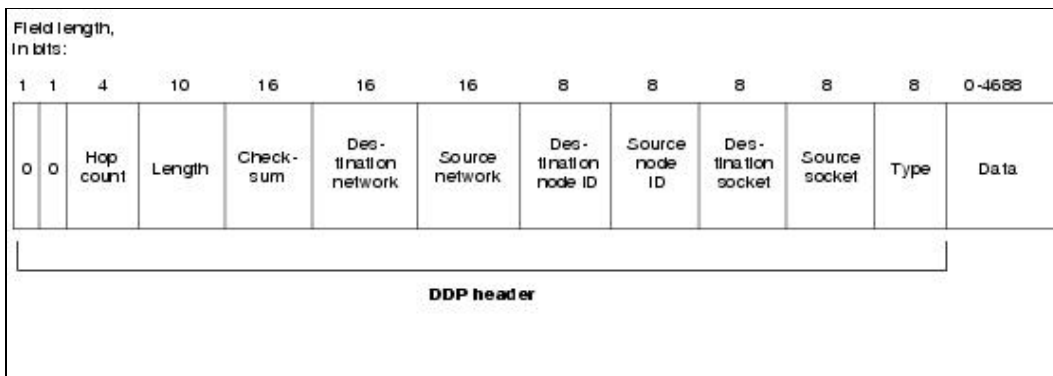 Field length,
in bits:
1 1 4 10 16 16 16 8 8 8 8 8 0-4688
0 0 Hop count Length Check- sum Des- tination network Source network Des- tination node ID Source node ID Des- tination socket Source socket Type Data
DDP header